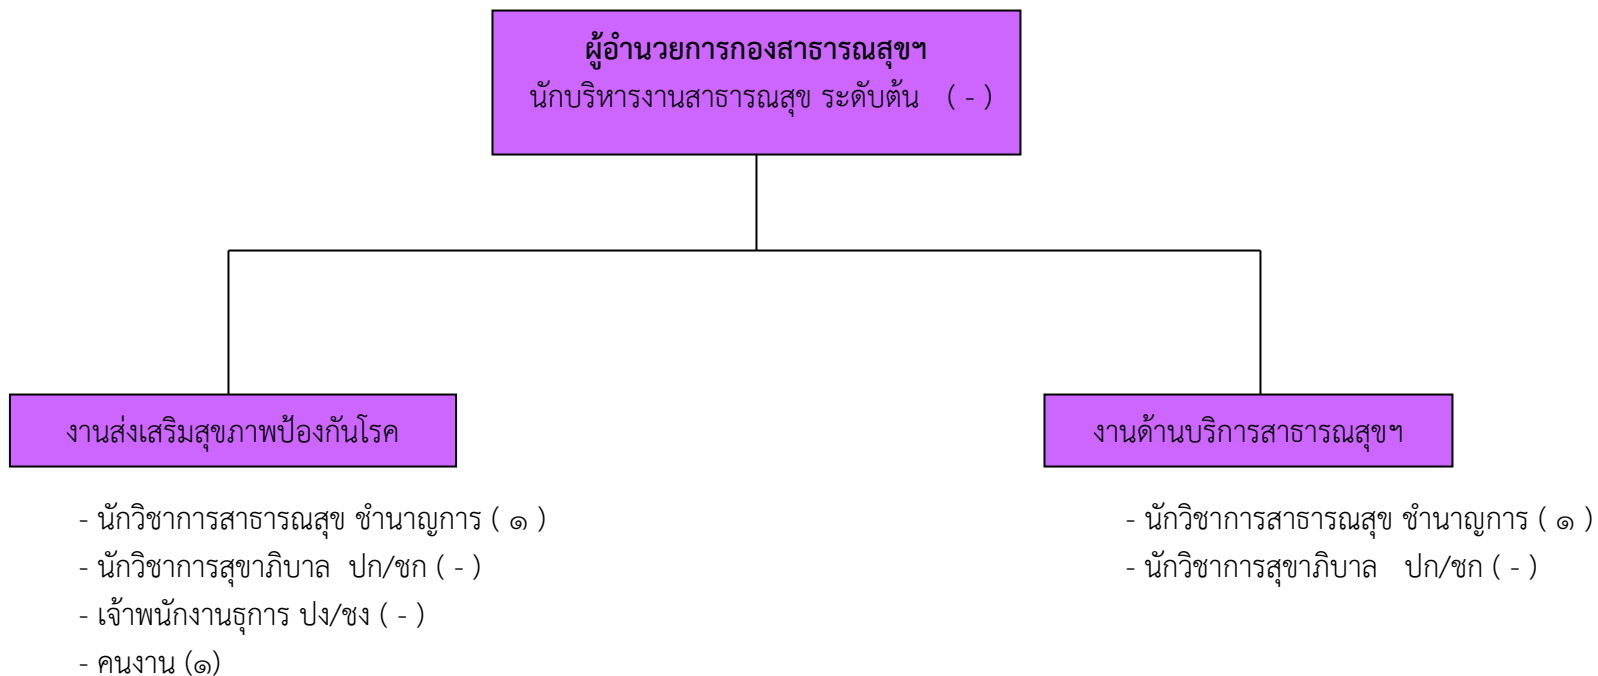 ผู้อำนวยการกองสาธารณสุขฯ
นักบริหารงานสาธารณสุข ระดับต้น ( - )
งานส่งเสริมสุขภาพป้องกันโรค
- นักวิชาการสาธารณสุข ชำนาญการ ( ๑ )
- นักวิชาการสุขาภิบาล ปก/ชก ( - )
- เจ้าพนักงานธุการ ปง/ชง ( - )
- คนงาน (๑)
งานด้านบริการสาธารณสุขฯ
- นักวิชาการสาธารณสุข ชำนาญการ ( ๑ )
- นักวิชาการสุขาภิบาล ปก/ชก ( - )